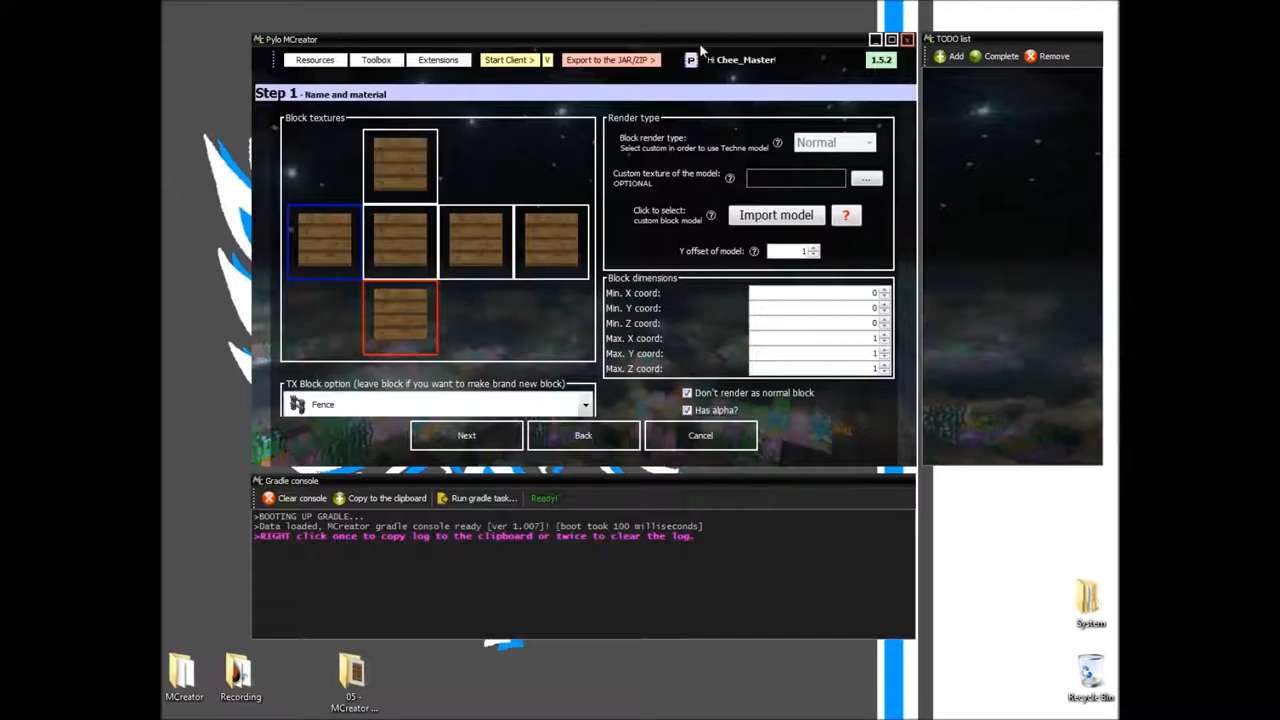 Pylo MCreator
TODO list
Resources
Toolbox
Extensions
Start Client >
V
Export to the JAR/ZIP >
P
Hi Chee_Master!
1.5.2
Add
Complete
Remove
Step 1 - Name and material
Block textures
Render type
Block render type:
Select custom in order to use Techne model
?
Normal
Custom texture of the model:
OPTIONAL
?
...
Click to select:
custom block model
?
Import model
?
Y offset of model:
?
1
Block dimensions
Min. X coord:
0
Min. Y coord:
0
Min. Z coord:
0
Max. X coord:
1
Max. Y coord:
1
Max. Z coord:
1
TX Block option (leave block if you want to make brand new block)
Fence
Don't render as normal block
Has alpha?
Next
Back
Cancel
Gradle console
Clear console
Copy to the clipboard
Run gradle task...
Ready!
>BOOTING UP GRADLE...
>Data loaded, MCreator gradle console ready [ver 1.007]! [boot took 100 milliseconds]
>RIGHT click once to copy log to the clipboard or twice to clear the log.
System
MCreator
Recording
05 -
MCreator ...
Recycle Bin